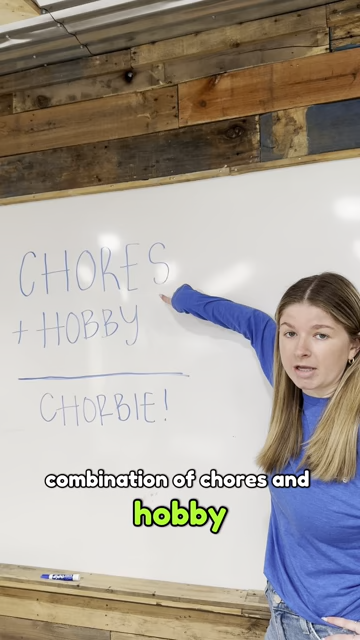 CHORES
+ HOBBY
CHORBIE!
combination of chores and
hobby